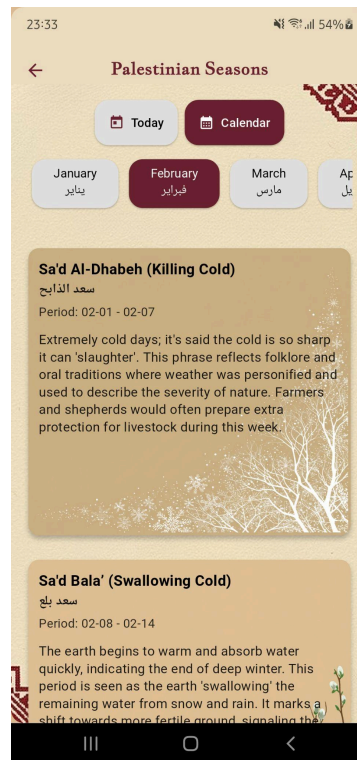 23:33
54%
Palestinian Seasons
Today
Calendar
January
يناير
February
فبراير
March
مارس
Ap
يل
Sa'd Al-Dhabeh (Killing Cold)
سعد الذابح
Period: 02-01 - 02-07
Extremely cold days; it's said the cold is so sharp
it can 'slaughter'. This phrase reflects folklore and
oral traditions where weather was personified and
used to describe the severity of nature. Farmers
and shepherds would often prepare extra
protection for livestock during this week.
Sa'd Bala’ (Swallowing Cold)
سعد بلع
Period: 02-08 - 02-14
The earth begins to warm and absorb water
quickly, indicating the end of deep winter. This
period is seen as the earth 'swallowing' the
remaining water from snow and rain. It marks a
shift towards more fertile ground, signaling the